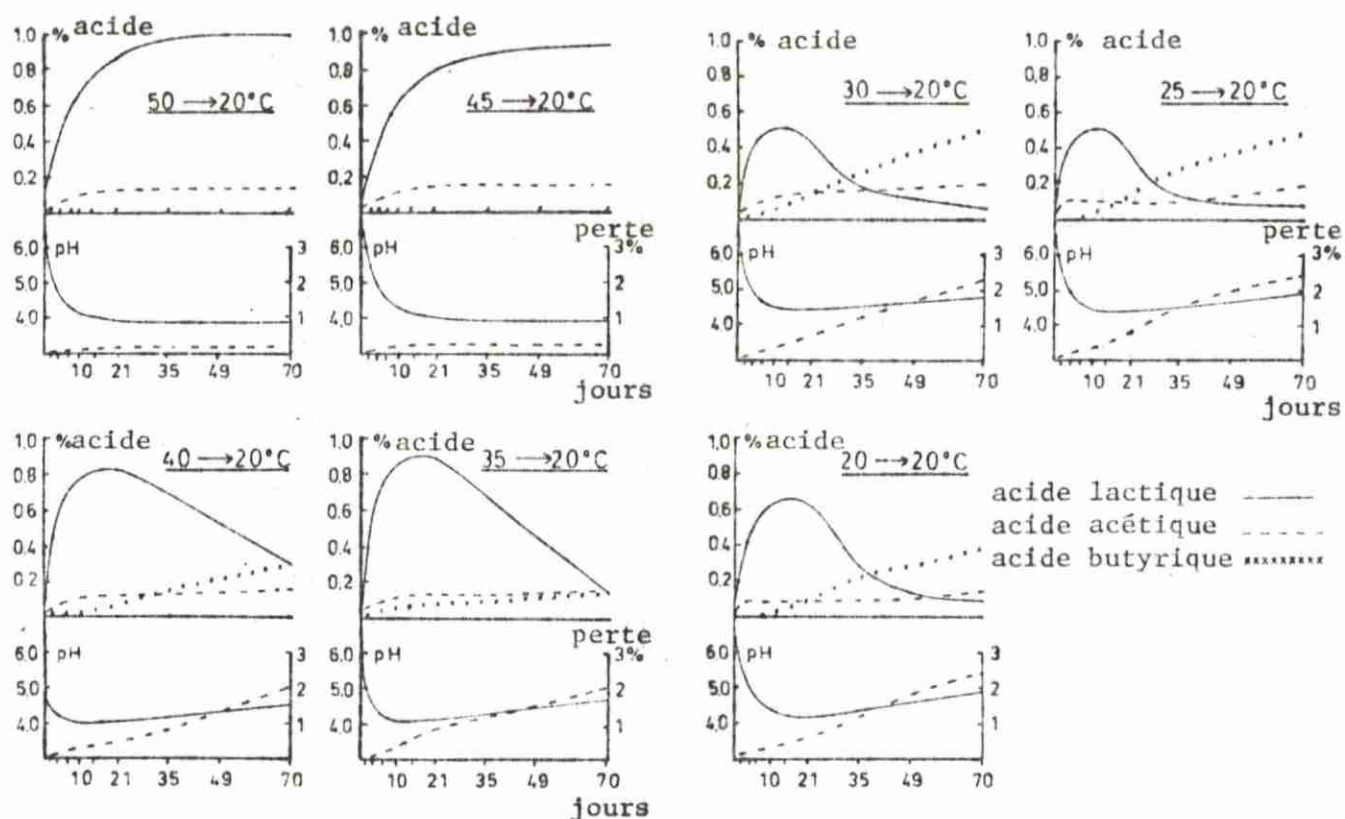 % acide
1.0
0.8
0.6
0.4
0.2
50 → 20°C
6.0
5.0
4.0
pH
3
2
1
10 21 35 49 70
% acide
1.0
0.8
0.6
0.4
0.2
45 → 20°C
perte
6.0
5.0
4.0
pH
3%
2
1
10 21 35 49 70
jours
% acide
1.0
0.8
0.6
0.4
0.2
30 → 20°C
6.0
5.0
4.0
pH
3
2
1
10 21 35 49 70
% acide
1.0
0.8
0.6
0.4
0.2
25 → 20°C
perte
6.0
5.0
4.0
pH
3%
2
1
10 21 35 49 70
jours
% acide
1.0
0.8
0.6
0.4
0.2
40 → 20°C
6.0
5.0
4.0
pH
3
2
1
10 21 35 49 70
% acide
1.0
0.8
0.6
0.4
0.2
35 → 20°C
perte
6.0
5.0
4.0
pH
3%
2
1
10 21 35 49 70
jours
% acide
1.0
0.8
0.6
0.4
0.2
20 → 20°C
6.0
5.0
4.0
pH
3
2
1
10 21 35 49 70
acide lactique
acide acétique
acide butyrique